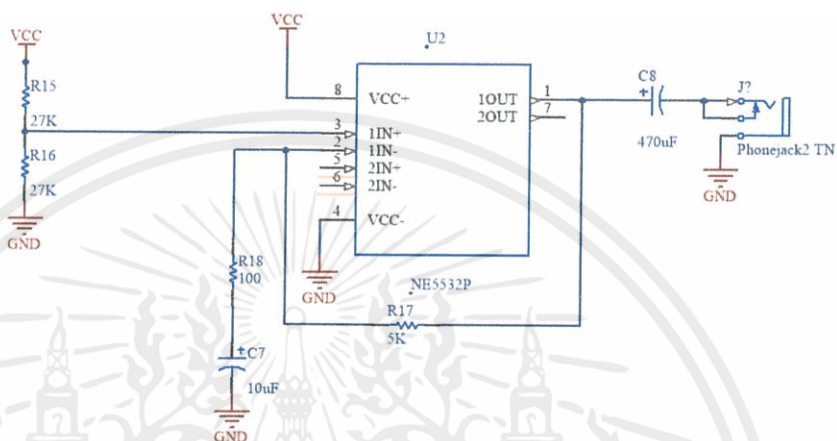 VCC
R15
27K
R16
27K
GND
VCC
U2
8
VCC+
3
1IN+
2
1IN-
5
2IN+
6
2IN-
4
VCC-
GND
1
1OUT
7
2OUT
NE5532P
R18
100
+
C7
10uF
GND
R17
5K
C8
+
470uF
J?
Phonejack2 TN
GND